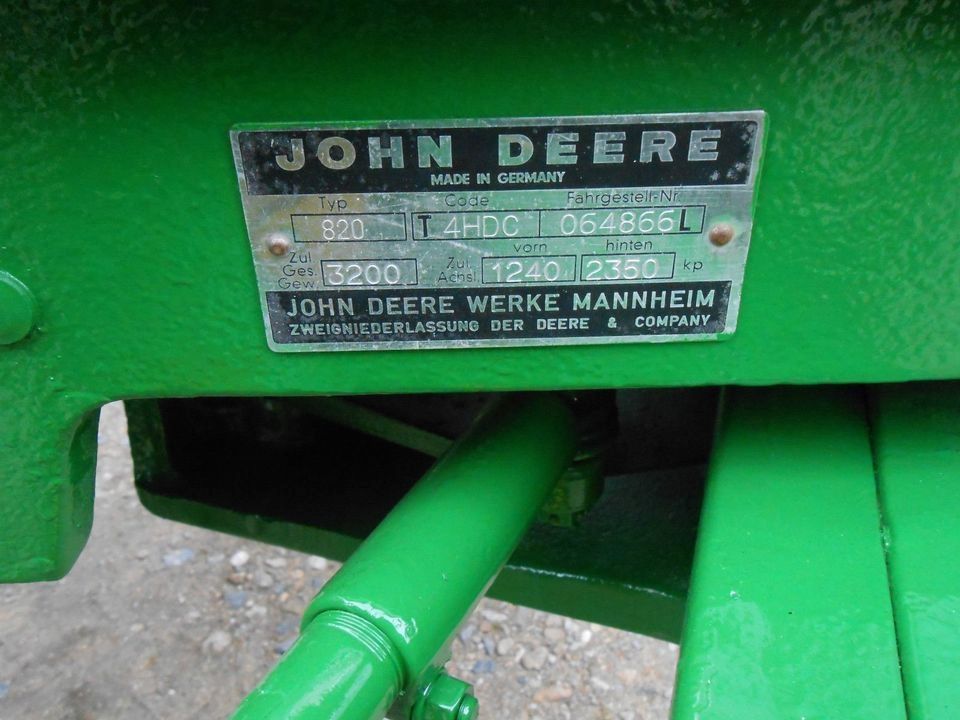 JOHN DEERE
MADE IN GERMANY
Typ Code Fahrgestell-Nr.
820 T 4HDC 064866L
Zul. Ges. Gew. 3200 Zul. Achsl. vorn 1240 hinten 2350 kp
JOHN DEERE WERKE MANNHEIM
ZWEIGNIEDERLASSUNG DER DEERE & COMPANY